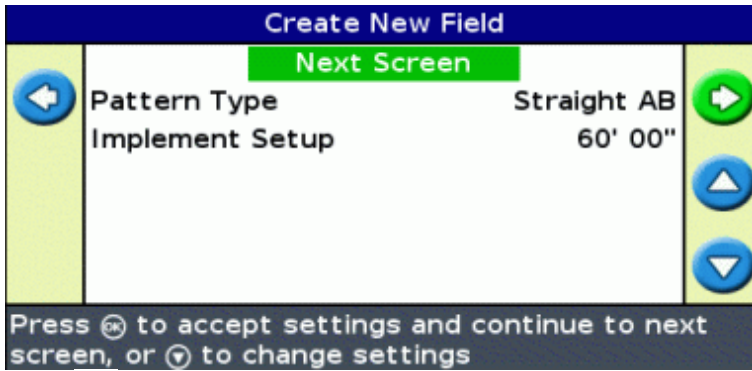 Create New Field
Next Screen
Pattern Type Straight AB
Implement Setup 60' 00"
Press OK to accept settings and continue to next
screen, or to change settings